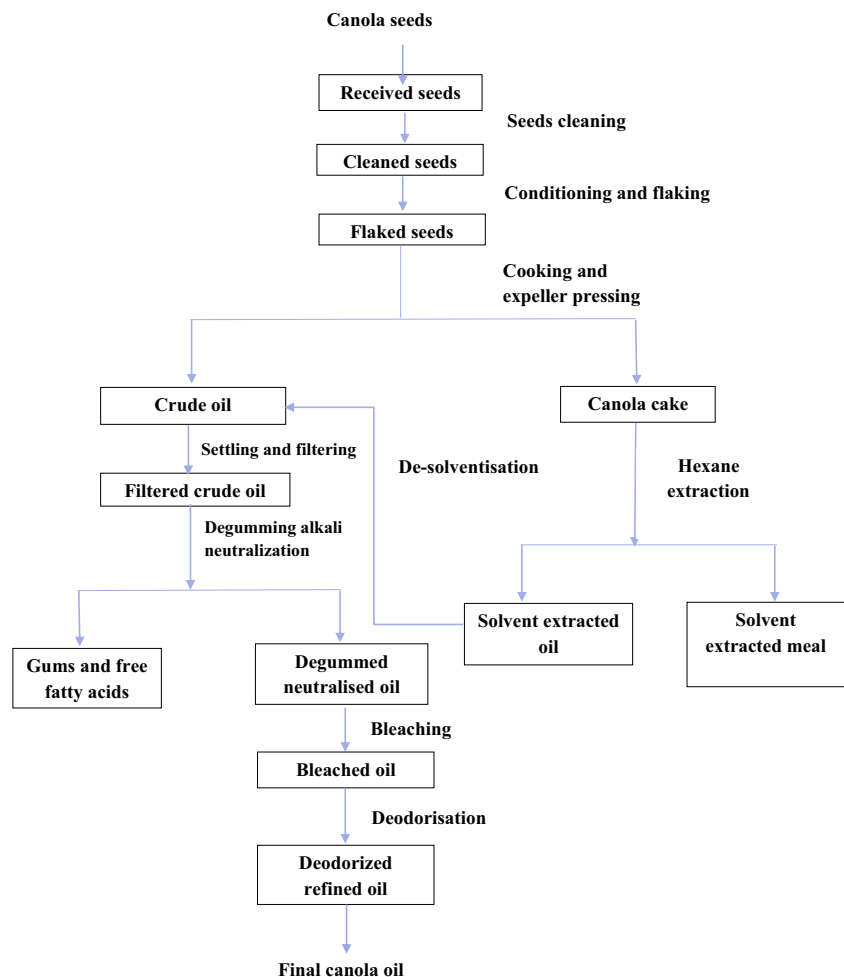 Canola seeds
Received seeds
Seeds cleaning
Cleaned seeds
Conditioning and flaking
Flaked seeds
Cooking and
expeller pressing
Crude oil
Canola cake
Settling and filtering
De-solventisation
Hexane
extraction
Filtered crude oil
Degumming alkali
neutralization
Solvent extracted
oil
Solvent
extracted meal
Gums and free
fatty acids
Degummed
neutralised oil
Bleaching
Bleached oil
Deodorisation
Deodorized
refined oil
Final canola oil